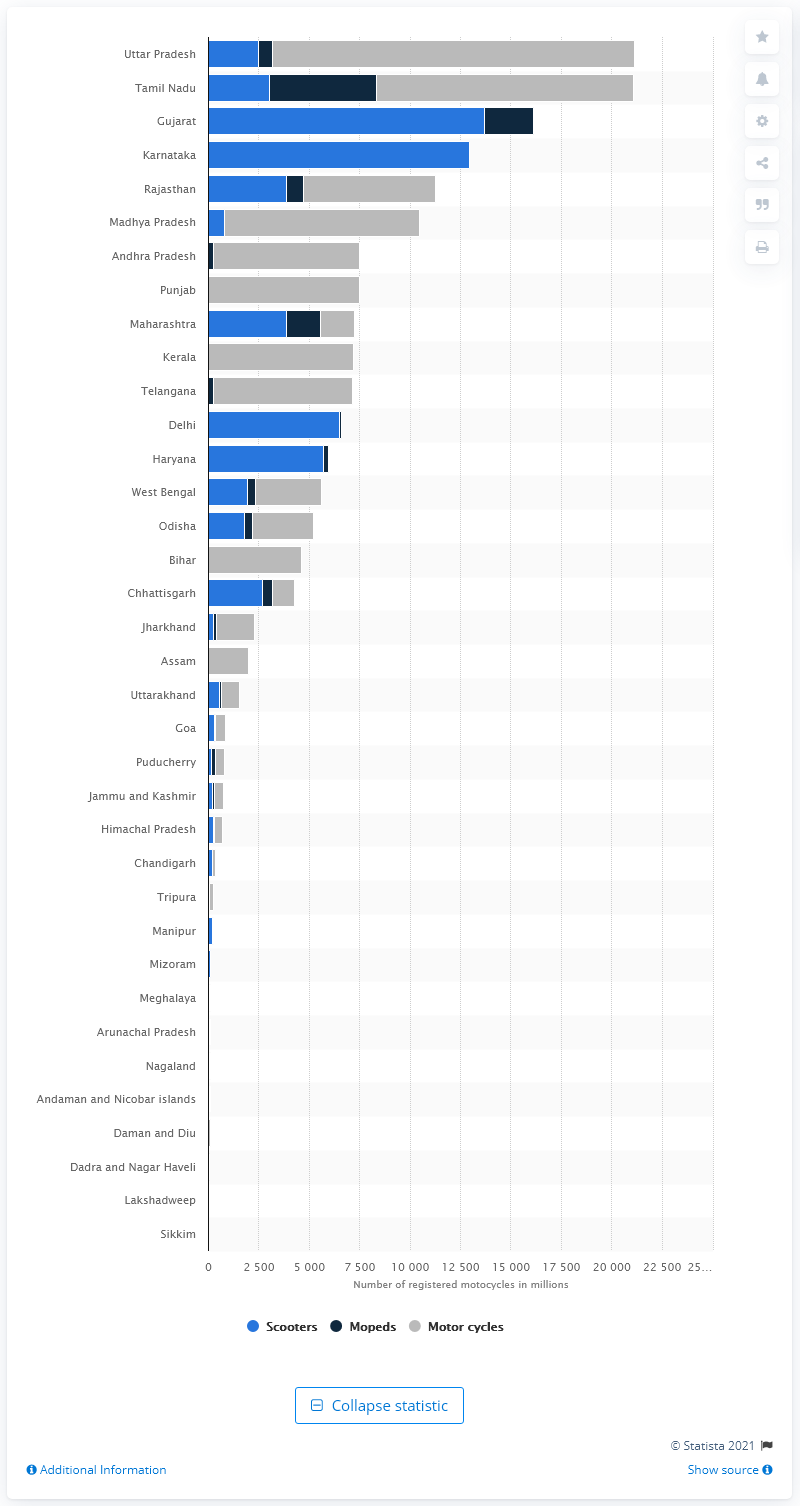 Uttar Pradesh
Tamil Nadu
Gujarat
Karnataka
Rajasthan
Madhya Pradesh
Andhra Pradesh
Punjab
Maharashtra
Kerala
Telangana
Delhi
Haryana
West Bengal
Odisha
Bihar
Chhattisgarh
Jharkhand
Assam
Uttarakhand
Goa
Puducherry
Jammu and Kashmir
Himachal Pradesh
Chandigarh
Tripura
Manipur
Mizoram
Meghalaya
Arunachal Pradesh
Nagaland
Andaman and Nicobar islands
Daman and Diu
Dadra and Nagar Haveli
Lakshadweep
Sikkim
0 2 500 5 000 7 500 10 000 12 500 15 000 17 500 20 000 22 500 25...
Number of registered motocycles in millions
Scooters Mopeds Motor cycles
Collapse statistic
© Statista 2021
Additional Information Show source